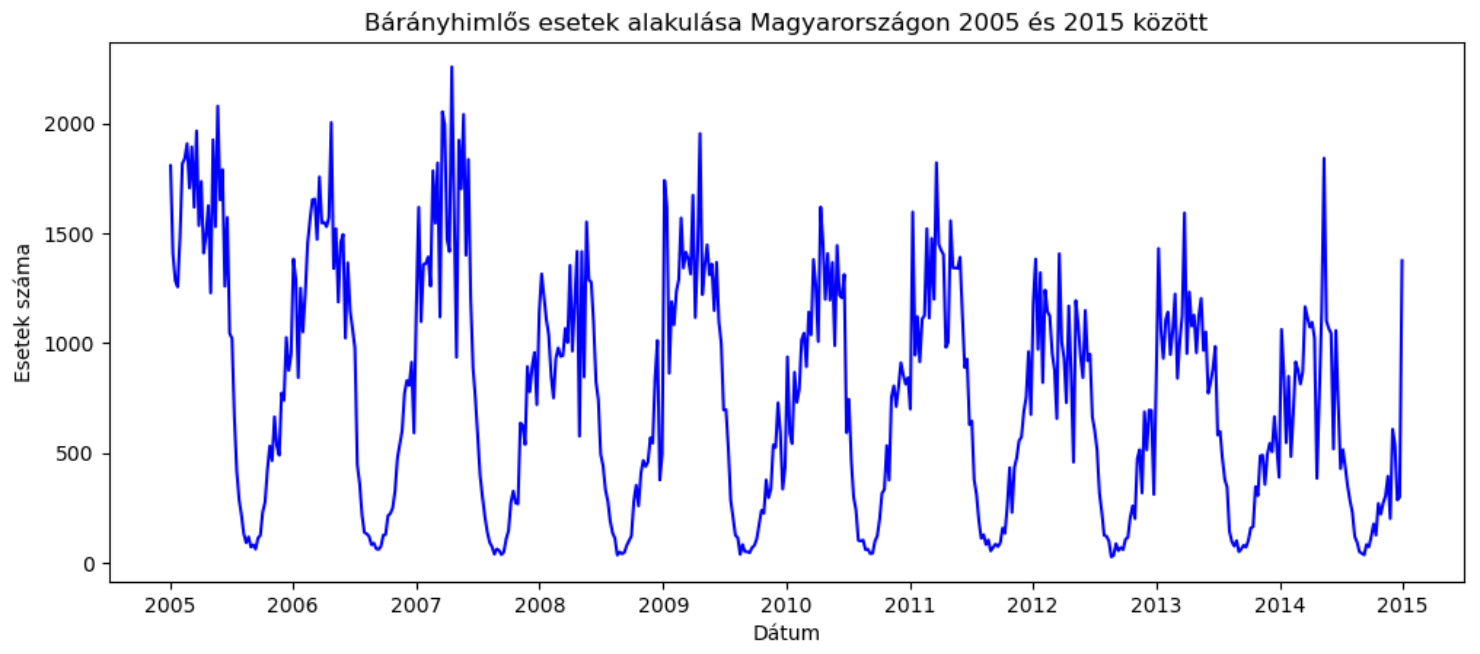 Bárányhimlős esetek alakulása Magyarországon 2005 és 2015 között
Esetek száma
2000
1500
1000
500
0
2005 2006 2007 2008 2009 2010 2011 2012 2013 2014 2015
Dátum